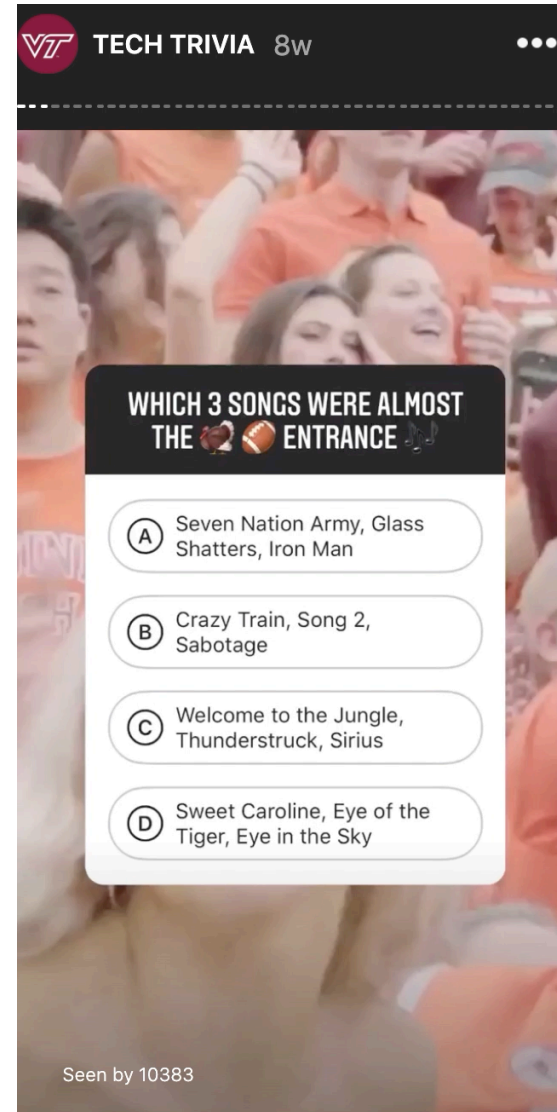 VT TECH TRIVIA 8w
WHICH 3 SONGS WERE ALMOST
THE 🦃 🏈 ENTRANCE 🎶
A Seven Nation Army, Glass
Shatters, Iron Man
B Crazy Train, Song 2,
Sabotage
C Welcome to the Jungle,
Thunderstruck, Sirius
D Sweet Caroline, Eye of the
Tiger, Eye in the Sky
Seen by 10383